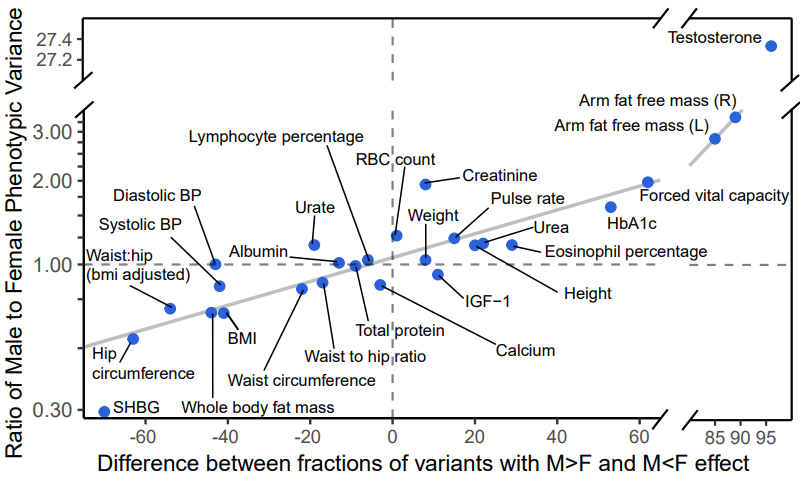 Ratio of Male to Female Phenotypic Variance
27.4
27.2
3.00
2.00
1.00
0.30
Testosterone
Arm fat free mass (R)
Arm fat free mass (L)
Lymphocyte percentage
RBC count
Creatinine
Diastolic BP
Pulse rate
Forced vital capacity
Urate
Weight
Systolic BP
HbA1c
Urea
Albumin
Eosinophil percentage
Waist:hip
(bmi adjusted)
Height
IGF−1
Total protein
BMI
Calcium
Hip
circumference
Waist to hip ratio
Waist circumference
SHBG
Whole body fat mass
-60 -40 -20 0 20 40 60 85 90 95
Difference between fractions of variants with M>F and M<F effect